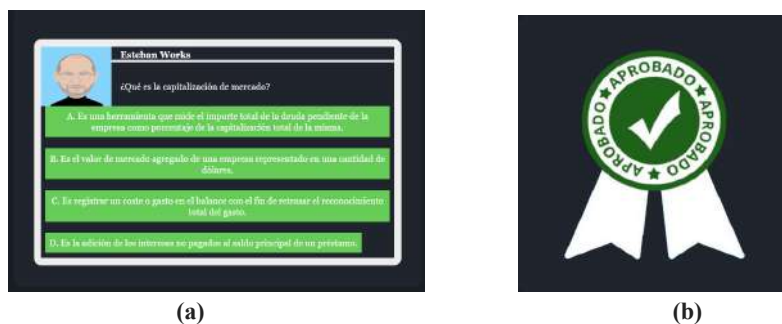 Esteban Works
¿Qué es la capitalización de mercado?
A. Es una herramienta que mide el importe total de la deuda pendiente de la
empresa como porcentaje de la capitalización total de la misma.
B. Es el valor de mercado agregado de una empresa representado en una cantidad de
dólares.
C. Es registrar un coste o gasto en el balance con el fin de retrasar el reconocimiento
total del gasto.
D. Es la adición de los intereses no pagados al saldo principal de un préstamo.
APROBADO
APROBADO
APROBADO
APROBADO
(a)
(b)